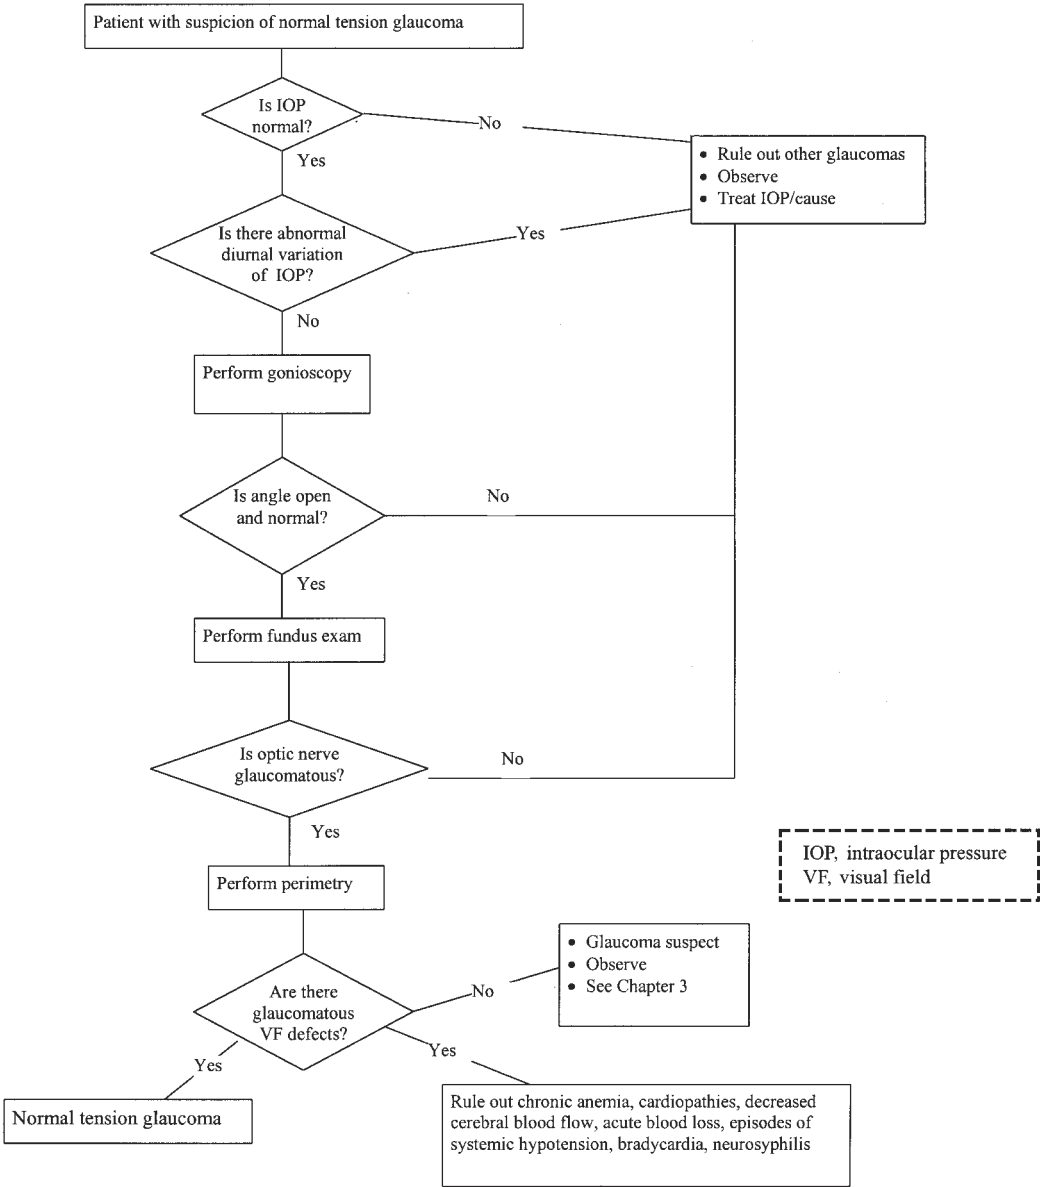 Patient with suspicion of normal tension glaucoma
Is IOP
normal?
No
Yes
• Rule out other glaucomas
• Observe
• Treat IOP/cause
Is there abnormal
diurnal variation
of IOP?
Yes
No
Perform gonioscopy
Is angle open
and normal?
No
Yes
Perform fundus exam
Is optic nerve
glaucomatous?
No
Yes
Perform perimetry
IOP, intraocular pressure
VF, visual field
Are there
glaucomatous
VF defects?
No
• Glaucoma suspect
• Observe
• See Chapter 3
Yes
Yes
Normal tension glaucoma
Rule out chronic anemia, cardiopathies, decreased
cerebral blood flow, acute blood loss, episodes of
systemic hypotension, bradycardia, neurosyphilis